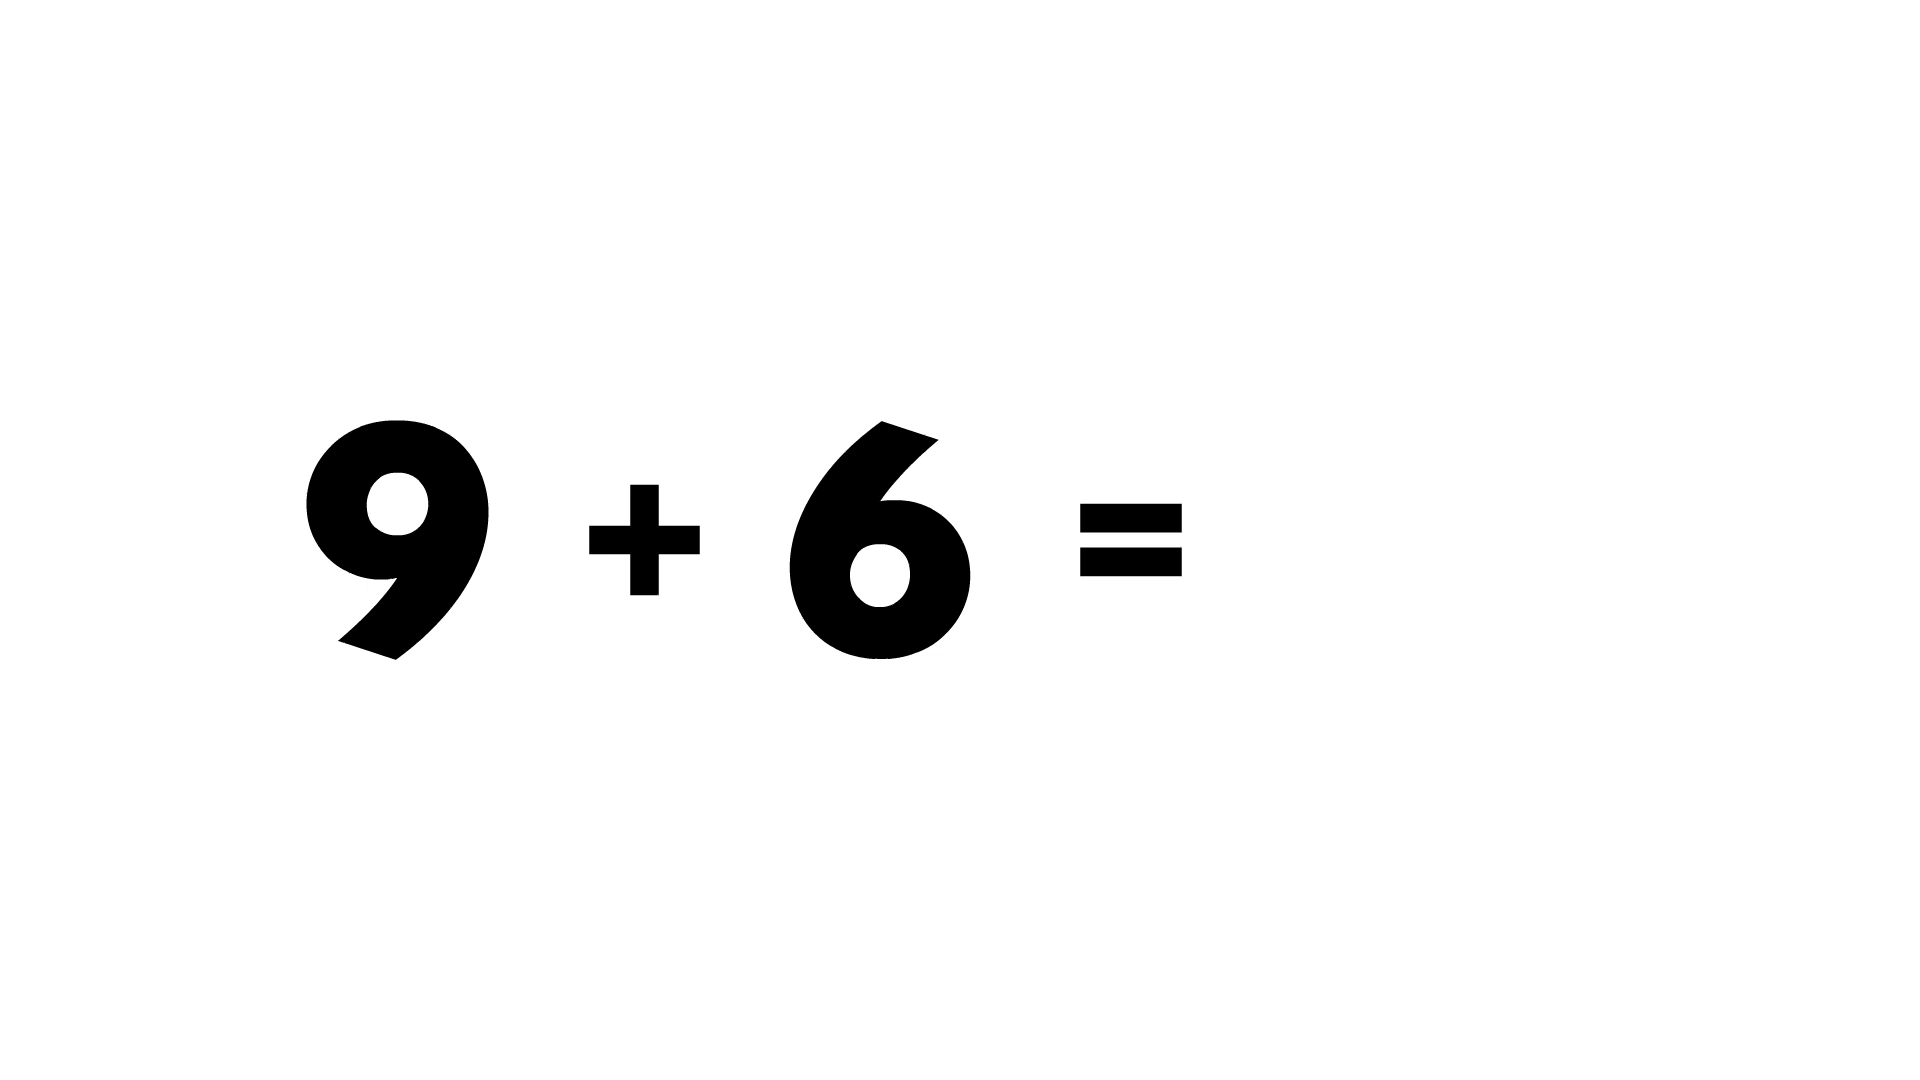 9 + 6 =